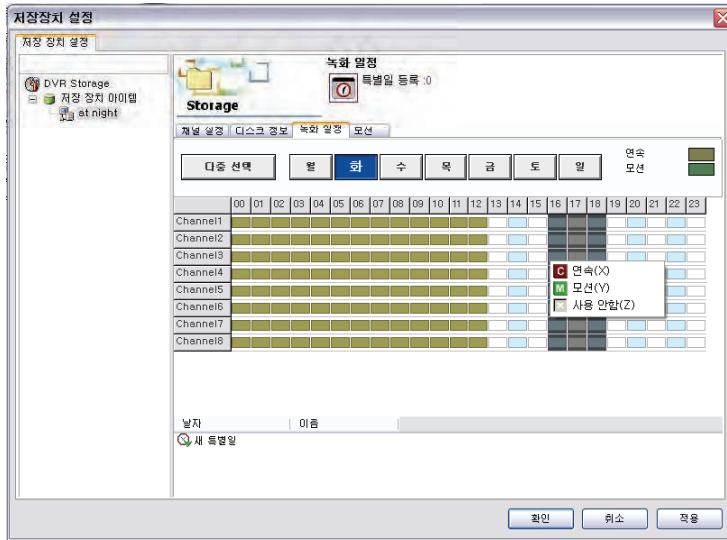 저장장치 설정
저장 장치 설정
DVR Storage
저장 장치 아이템
at night
Storage
녹화 일정
특별일 등록 :0
채널 설정 디스크 정보 녹화 일정 모션
다중 선택 월 화 수 목 금 토 일
연속
모션
00 01 02 03 04 05 06 07 08 09 10 11 12 13 14 15 16 17 18 19 20 21 22 23
Channel1
Channel2
Channel3
Channel4
Channel5
Channel6
Channel7
Channel8
C 연속(X)
M 모션(Y)
사용 안함(Z)
날자 이름
새 특별일
확인 취소 적용